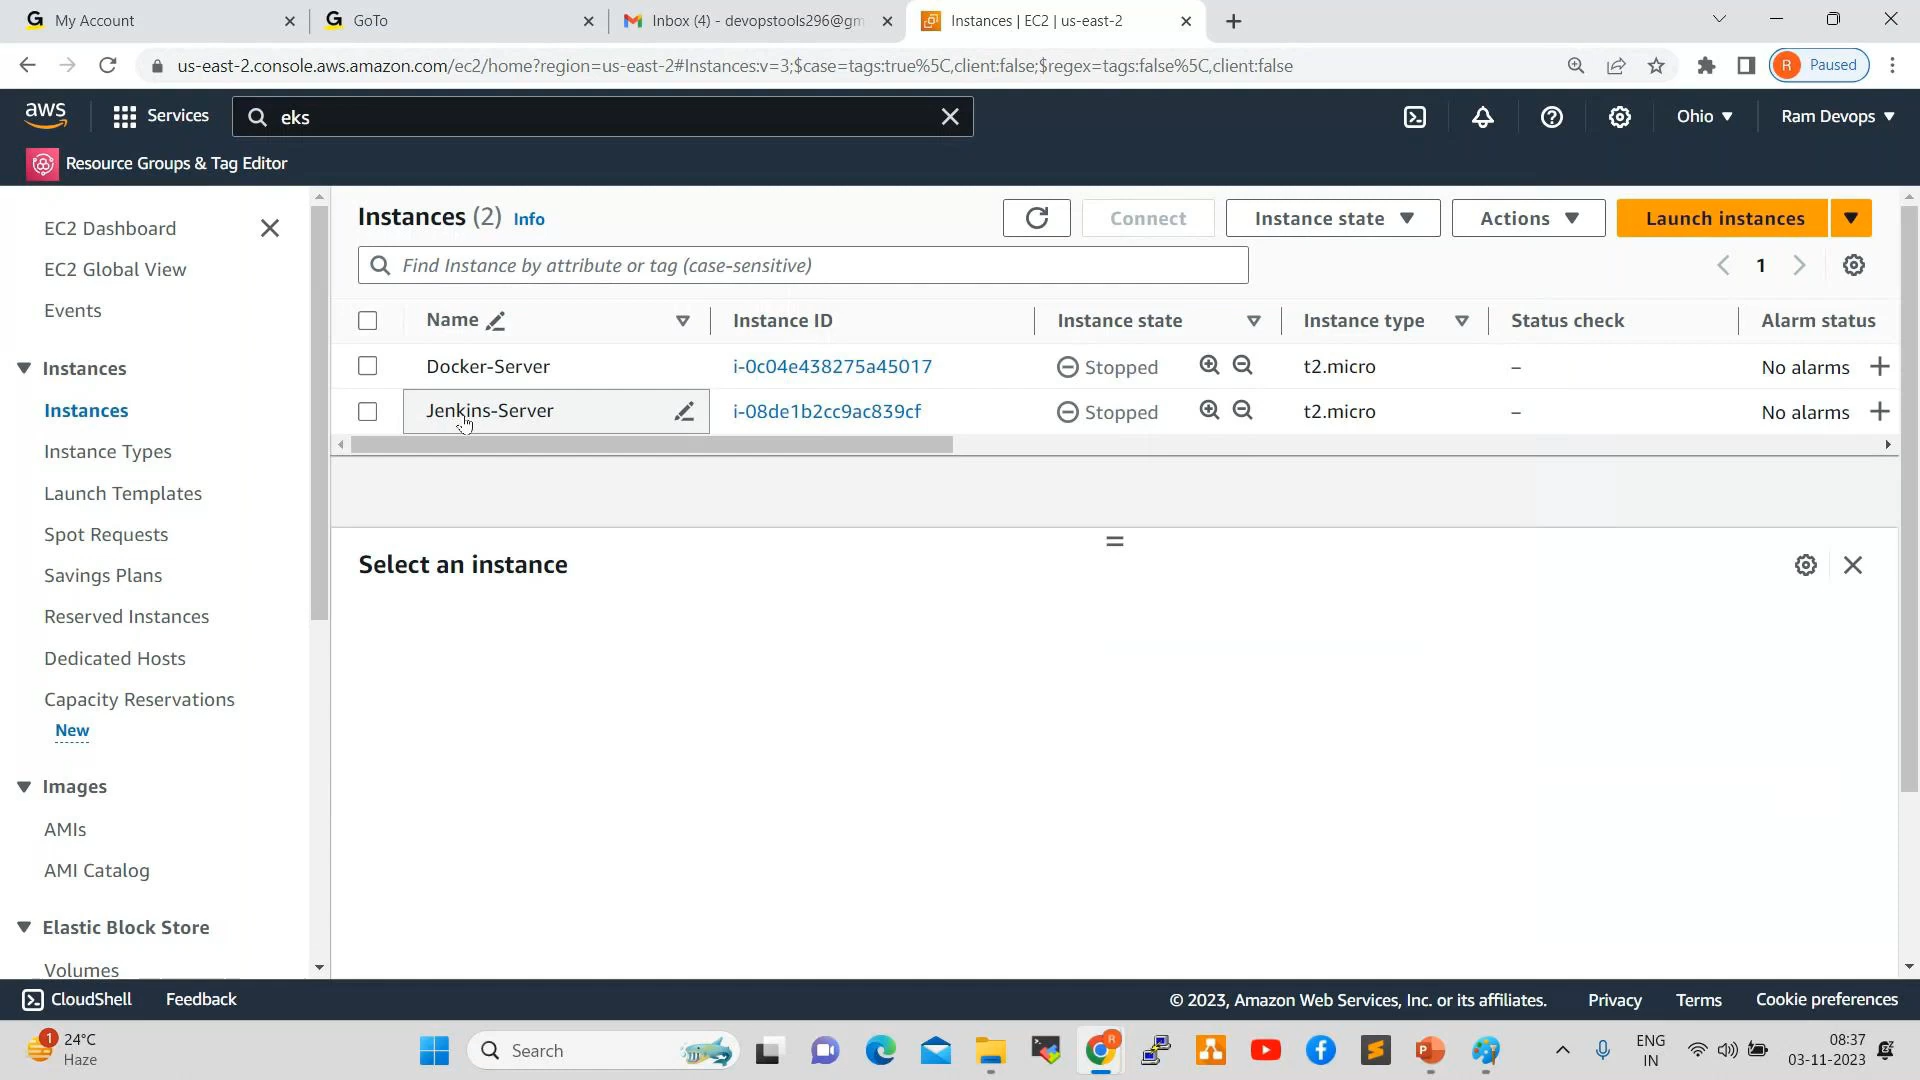 My Account
GoTo
Inbox (4) - devopstools296@gm
Instances | EC2 | us-east-2
us-east-2.console.aws.amazon.com/ec2/home?region=us-east-2#Instances:v=3;$case=tags:true%5C,client:false;$regex=tags:false%5C,client:false
R Paused
aws
Services
eks
Ohio
Ram Devops
Resource Groups & Tag Editor
EC2 Dashboard
EC2 Global View
Events
Instances
Instances
Instance Types
Launch Templates
Spot Requests
Savings Plans
Reserved Instances
Dedicated Hosts
Capacity Reservations
New
Images
AMIs
AMI Catalog
Elastic Block Store
Volumes
Instances (2) Info
Connect
Instance state
Actions
Launch instances
Find Instance by attribute or tag (case-sensitive)
1
Name Instance ID Instance state Instance type Status check Alarm status
Docker-Server i-0c04e438275a45017 Stopped t2.micro – No alarms +
Jenkins-Server i-08de1b2cc9ac839cf Stopped t2.micro – No alarms +
Select an instance
CloudShell
Feedback
© 2023, Amazon Web Services, Inc. or its affiliates.
Privacy
Terms
Cookie preferences
1
24°C
Haze
Search
R
ENG
IN
08:37
03-11-2023